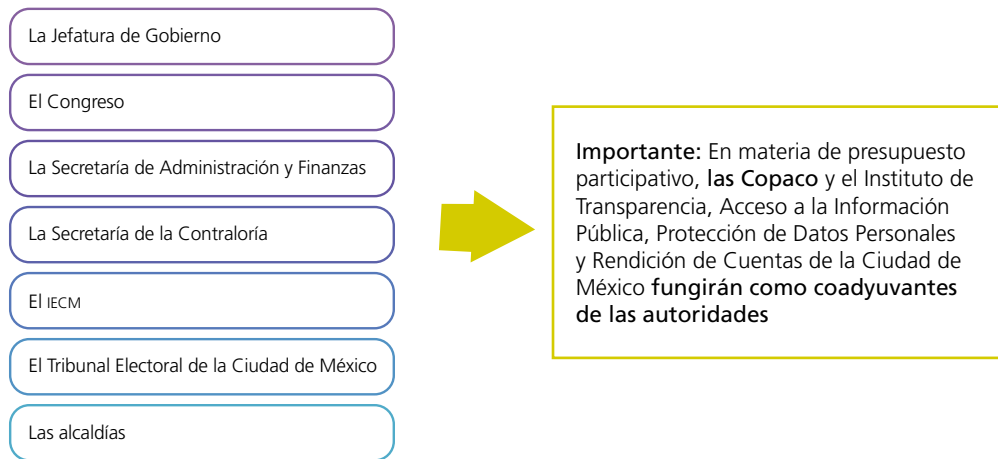 La Jefatura de Gobierno
El Congreso
La Secretaría de Administración y Finanzas
La Secretaría de la Contraloría
El IECM
El Tribunal Electoral de la Ciudad de México
Las alcaldías
Importante: En materia de presupuesto
participativo, las Copaco y el Instituto de
Transparencia, Acceso a la Información
Pública, Protección de Datos Personales
y Rendición de Cuentas de la Ciudad de
México fungirán como coadyuvantes
de las autoridades